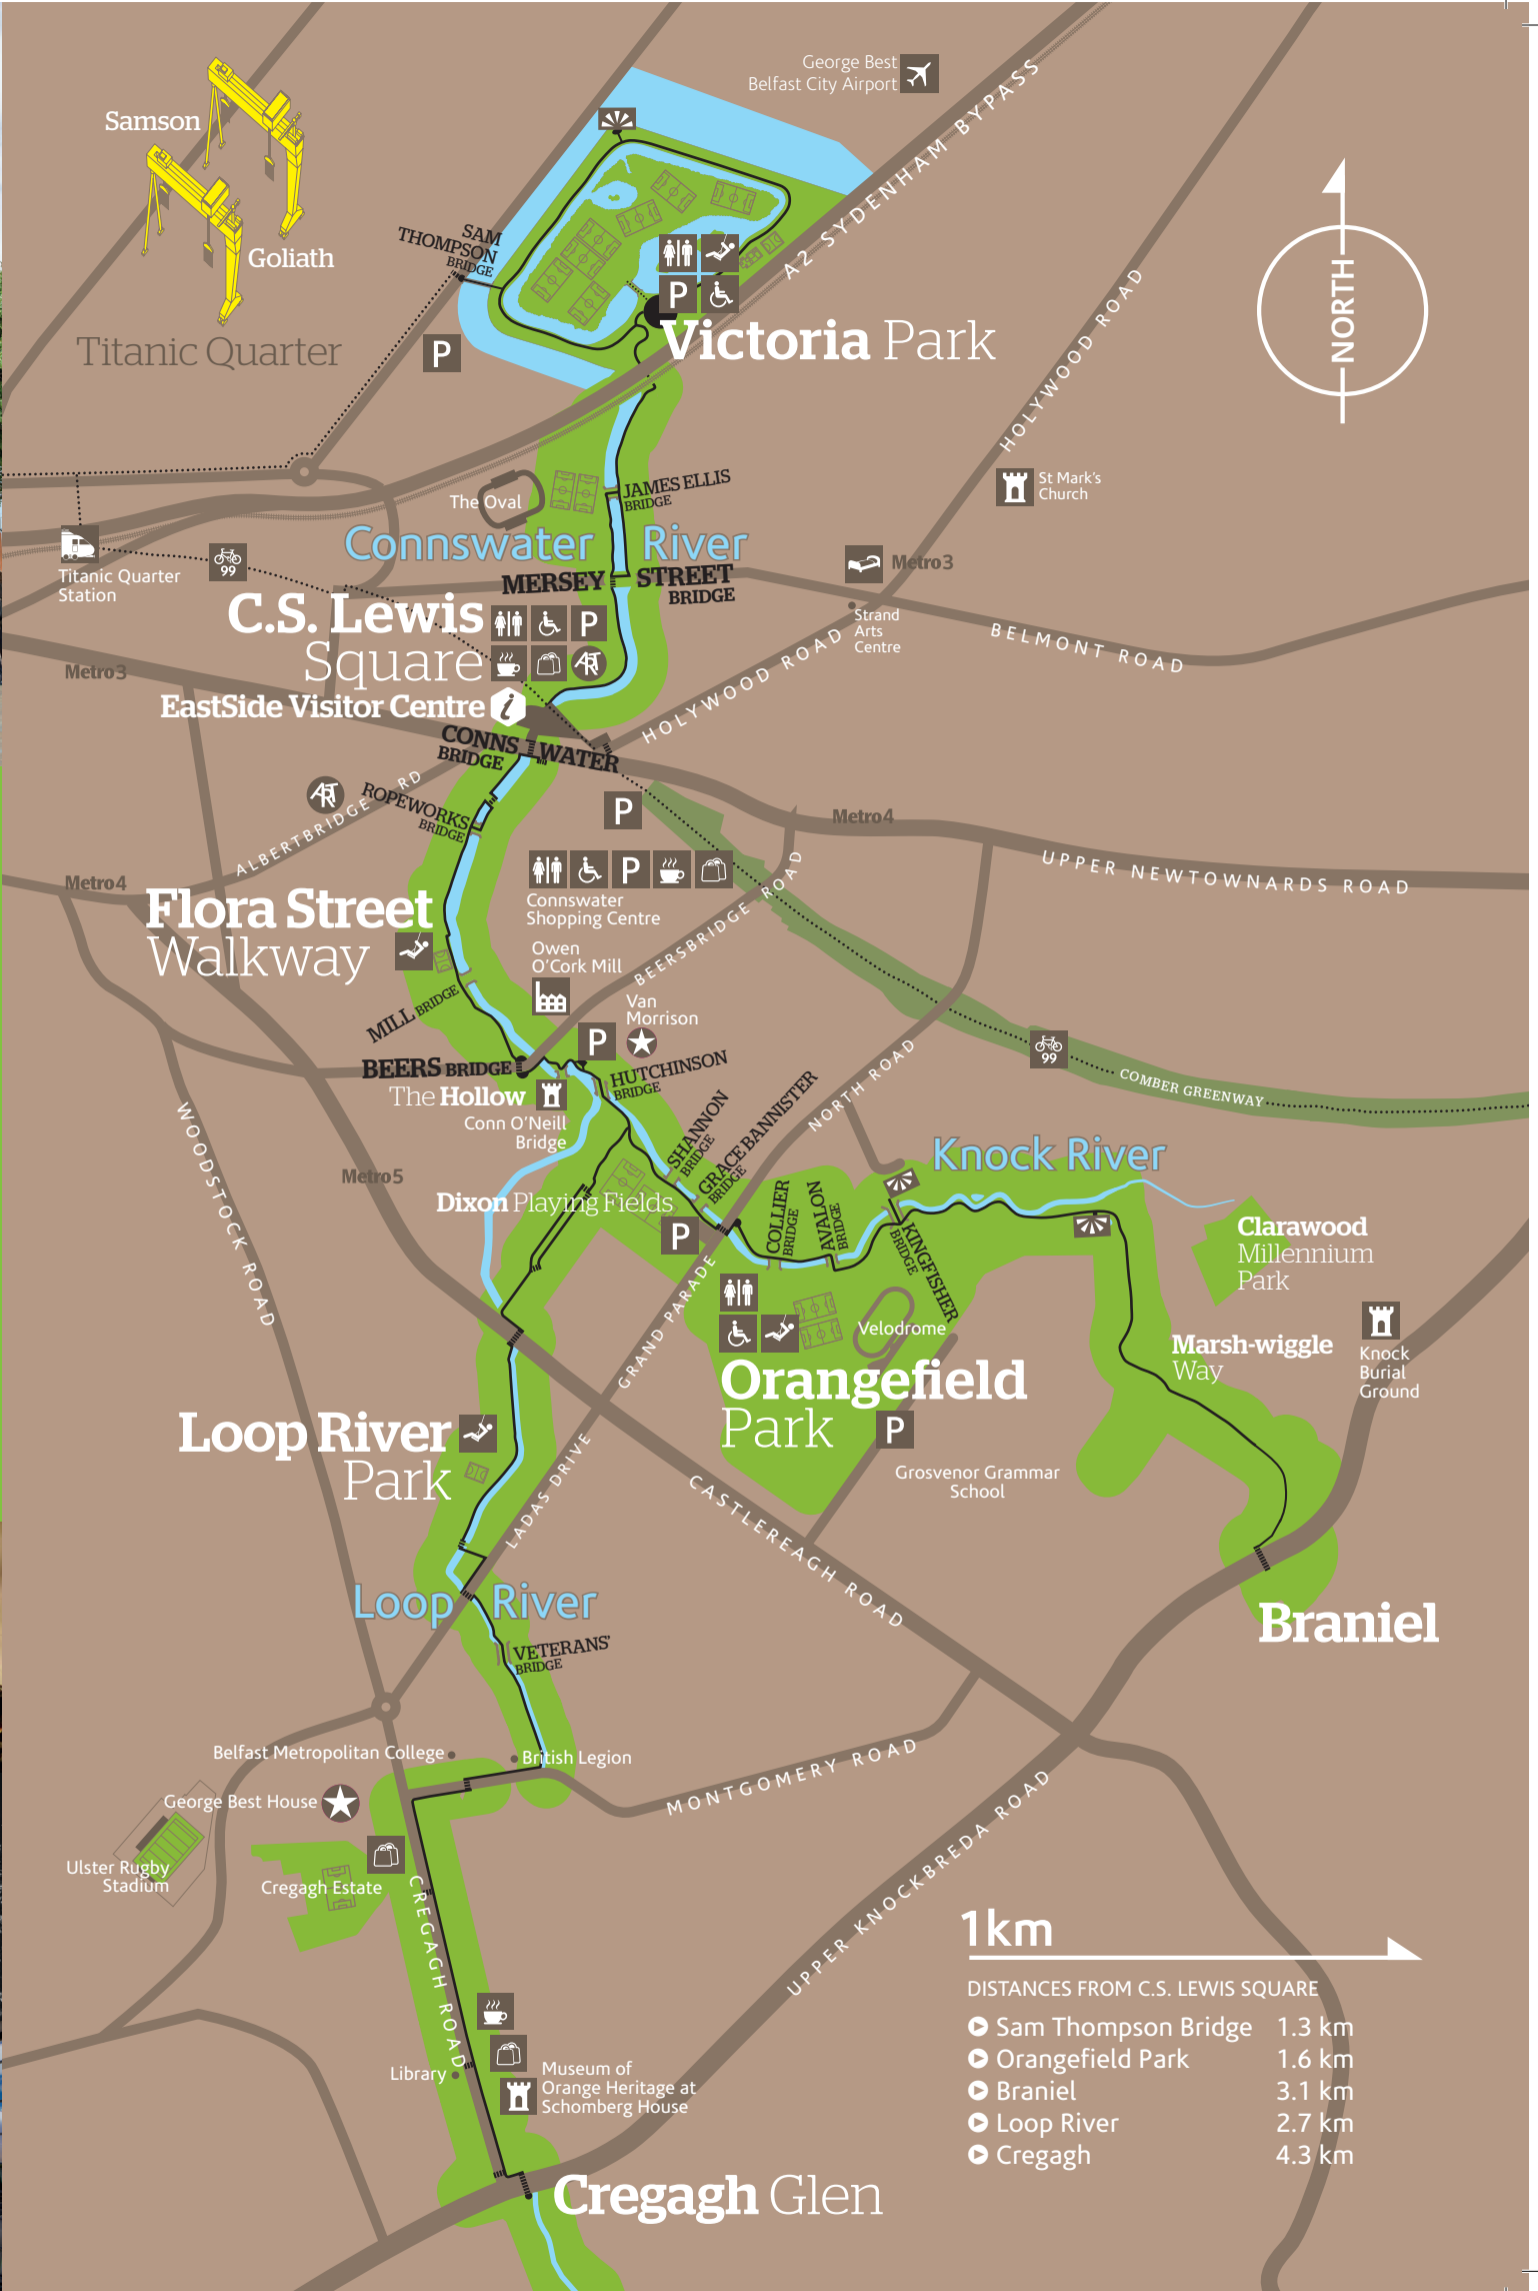 George Best
Belfast City Airport
A2 SYDENHAM BYPASS
Samson
Goliath
Titanic Quarter
SAM
THOMPSON
BRIDGE
P
P
Victoria Park
NORTH
HOLYWOOD ROAD
St Mark's
Church
The Oval
JAMES ELLIS
BRIDGE
Connswater River
MERSEY STREET
BRIDGE
Metro3
Titanic Quarter
Station
99
C.S. Lewis
Square
P
ART
Strand
Arts
Centre
BELMONT ROAD
HOLYWOOD ROAD
Metro3
EastSide Visitor Centre i
CONNS WATER
BRIDGE
ROPEWORKS
BRIDGE
ART
ALBERTBRIDGE RD
P
Metro4
UPPER NEWTOWNARDS ROAD
Metro4
Flora Street
Walkway
P
Connswater
Shopping Centre
BEERSBRIDGE ROAD
Owen
O'Cork Mill
Van
Morrison
MILL BRIDGE
P
BEERS BRIDGE
The Hollow
Conn O'Neill
Bridge
HUTCHINSON
BRIDGE
99
COMBER GREENWAY
SHANNON
BRIDGE
GRACE BANNISTER
BRIDGE
NORTH ROAD
Knock River
WOODSTOCK ROAD
Metro5
Dixon Playing Fields
P
COLLIER
BRIDGE
AVALON
BRIDGE
KINGFISHER
BRIDGE
Clarawood
Millennium
Park
GRAND PARADE
Velodrome
Marsh-wiggle
Way
Knock
Burial
Ground
Orangefield
Park
P
Grosvenor Grammar
School
Loop River
Park
LADAS DRIVE
CASTLEREAGH ROAD
Loop River
Braniel
VETERANS'
BRIDGE
Belfast Metropolitan College
British Legion
MONTGOMERY ROAD
George Best House
Ulster Rugby
Stadium
Cregagh Estate
CREGAGH ROAD
UPPER KNOCKBREDA ROAD
Library
Museum of
Orange Heritage at
Schomberg House
Cregagh Glen
1km
DISTANCES FROM C.S. LEWIS SQUARE
Sam Thompson Bridge 1.3 km
Orangefield Park 1.6 km
Braniel 3.1 km
Loop River 2.7 km
Cregagh 4.3 km